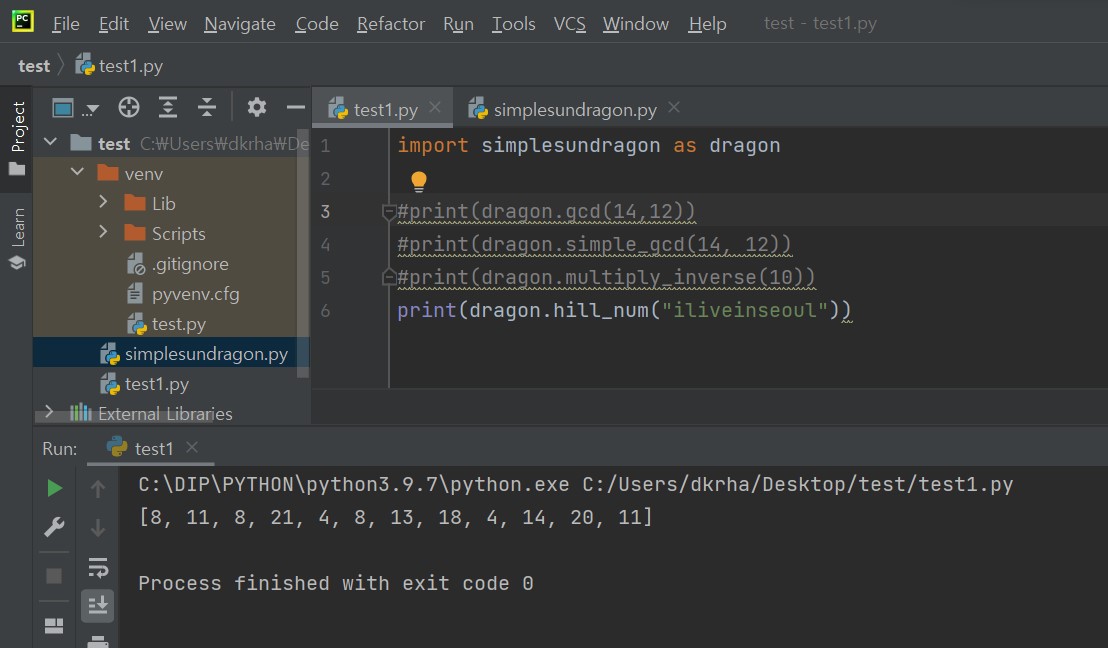 PC
File Edit View Navigate Code Refactor Run Tools VCS Window Help test - test1.py
test test1.py
Project
Learn
...
test C:₩Users₩dkrha₩De
venv
Lib
Scripts
.gitignore
pyvenv.cfg
test.py
simplesundragon.py
test1.py
External Libraries
test1.py simplesundragon.py
1 import simplesundragon as dragon
2
3 #print(dragon.gcd(14,12))
4 #print(dragon.simple_gcd(14, 12))
5 #print(dragon.multiply_inverse(10))
6 print(dragon.hill_num("iliveinseoul"))
Run: test1
C:\DIP\PYTHON\python3.9.7\python.exe C:/Users/dkrha/Desktop/test/test1.py
[8, 11, 8, 21, 4, 8, 13, 18, 4, 14, 20, 11]
Process finished with exit code 0